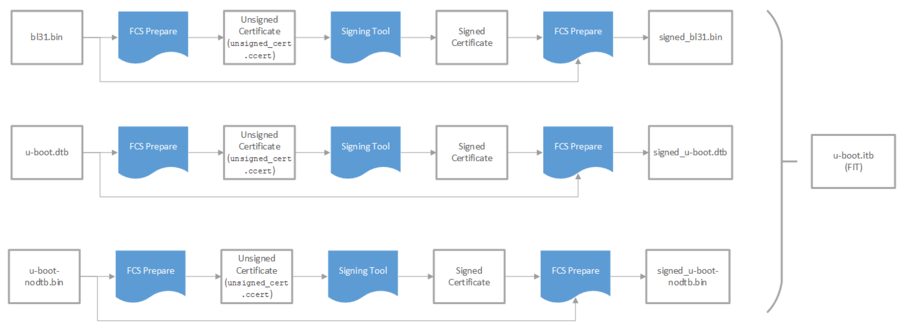 bl31.bin
FCS Prepare
Unsigned
Certificate
(unsigned_cert
.ccert)
Signing Tool
Signed
Certificate
FCS Prepare
signed_bl31.bin
u-boot.dtb
FCS Prepare
Unsigned
Certificate
(unsigned_cert
.ccert)
Signing Tool
Signed
Certificate
FCS Prepare
signed_u-boot.dtb
u-boot.itb
(FIT)
u-boot-
nodtb.bin
FCS Prepare
Unsigned
Certificate
(unsigned_cert
.ccert)
Signing Tool
Signed
Certificate
FCS Prepare
signed_u-boot-
nodtb.bin